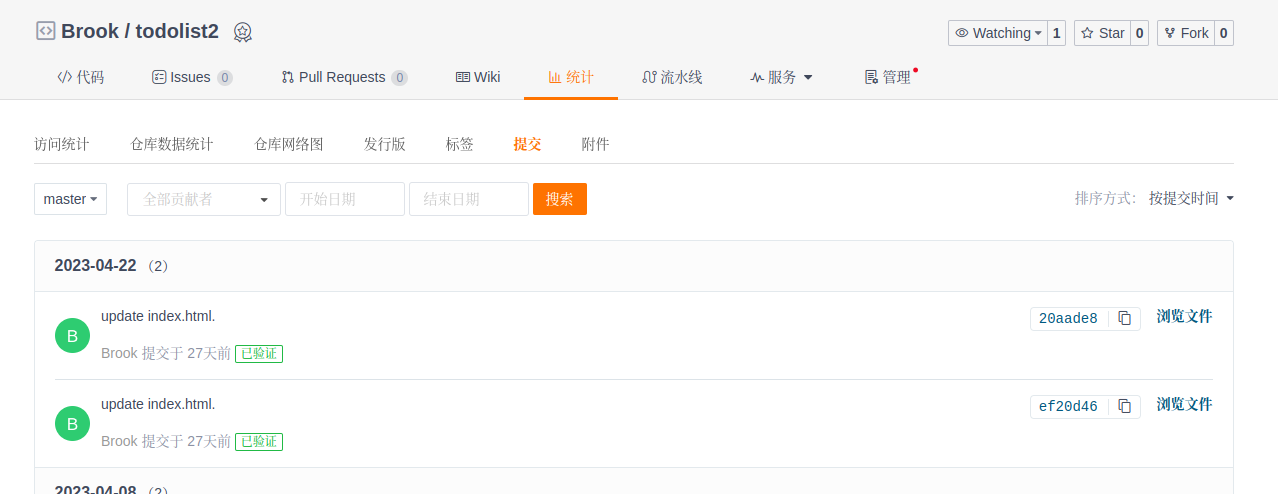 Brook / todolist2
Watching 1 Star 0 Fork 0
代码 Issues 0 Pull Requests 0 Wiki 统计 流水线 服务 管理
访问统计 仓库数据统计 仓库网络图 发行版 标签 提交 附件
master 全部贡献者 开始日期 结束日期 搜索 排序方式: 按提交时间
2023-04-22 （2）
B update index.html. 20aade8 浏览文件
Brook 提交于 27天前 已验证
B update index.html. ef20d46 浏览文件
Brook 提交于 27天前 已验证
2023-04-08 （2）